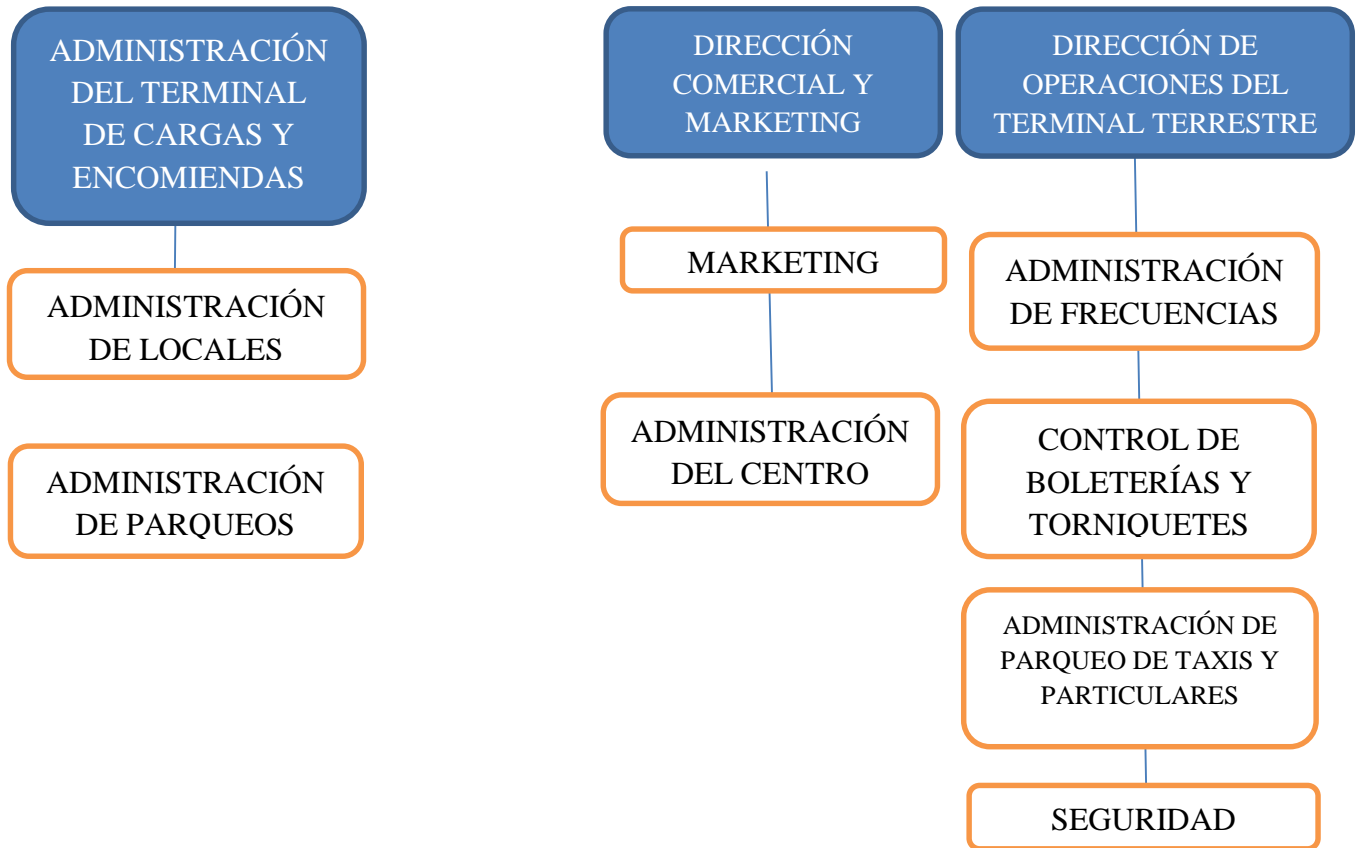 ADMINISTRACIÓN
DEL TERMINAL
DE CARGAS Y
ENCOMIENDAS
ADMINISTRACIÓN
DE LOCALES
ADMINISTRACIÓN
DE PARQUEOS
DIRECCIÓN
COMERCIAL Y
MARKETING
MARKETING
ADMINISTRACIÓN
DEL CENTRO
DIRECCIÓN DE
OPERACIONES DEL
TERMINAL TERRESTRE
ADMINISTRACIÓN
DE FRECUENCIAS
CONTROL DE
BOLETERÍAS Y
TORNIQUETES
ADMINISTRACIÓN DE
PARQUEO DE TAXIS Y
PARTICULARES
SEGURIDAD